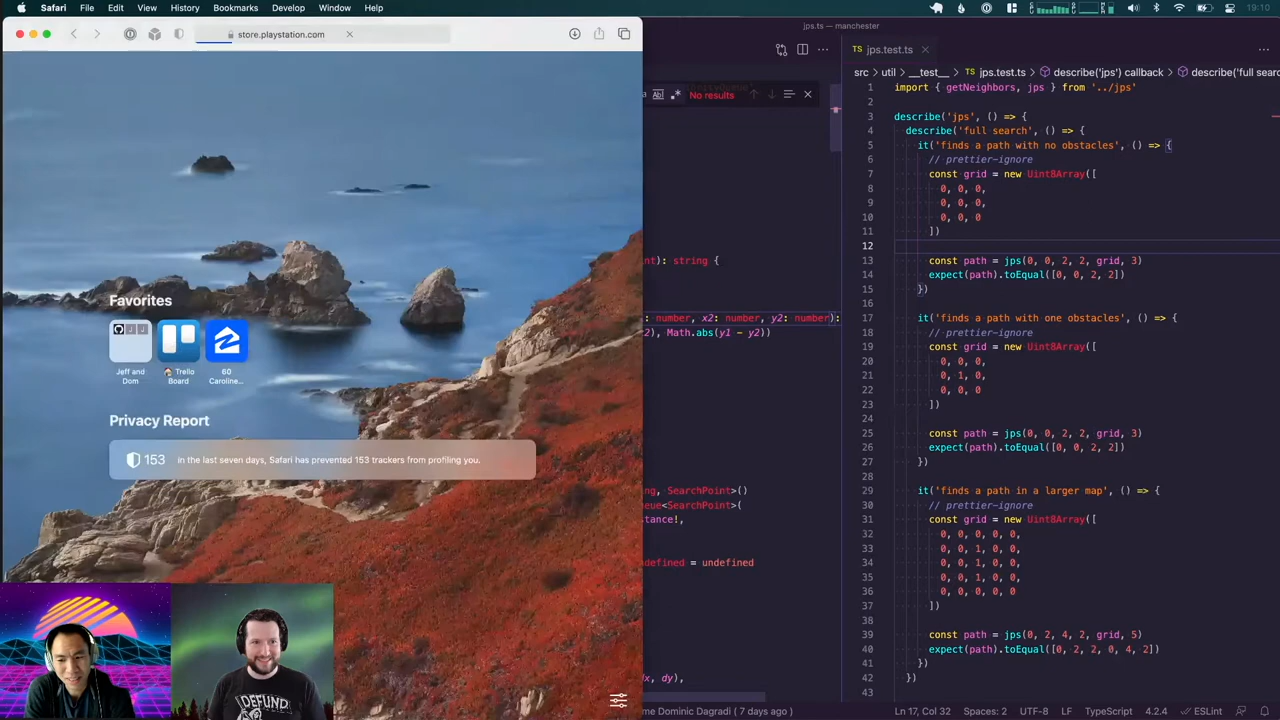 Safari File Edit View History Bookmarks Develop Window Help 19:10
store.playstation.com
Favorites
Jeff and
Dom
Trello
Board
60
Caroline...
Privacy Report
153 In the last seven days, Safari has prevented 153 trackers from profiling you.
DEFUND
jps.ts — manchester
No results
nt): string {
: number, x2: number, y2: number):
2), Math.abs(y1 - y2))
ng, SearchPoint>()
ueue<SearchPoint>(
stance!,
defined = undefined
dx, dy),
TS jps.test.ts
src > util > __test__ > TS jps.test.ts > describe('jps') callback > describe('full searc
1 import { getNeighbors, jps } from '../jps'
2
3 describe('jps', () => {
4 describe('full search', () => {
5 it('finds a path with no obstacles', () => {
6 // prettier-ignore
7 const grid = new Uint8Array([
8 0, 0, 0,
9 0, 0, 0,
10 0, 0, 0
11 ])
12
13 const path = jps(0, 0, 2, 2, grid, 3)
14 expect(path).toEqual([0, 0, 2, 2])
15 })
16
17 it('finds a path with one obstacles', () => {
18 // prettier-ignore
19 const grid = new Uint8Array([
20 0, 0, 0,
21 0, 1, 0,
22 0, 0, 0
23 ])
24
25 const path = jps(0, 0, 2, 2, grid, 3)
26 expect(path).toEqual([0, 0, 2, 2])
27 })
28
29 it('finds a path in a larger map', () => {
30 // prettier-ignore
31 const grid = new Uint8Array([
32 0, 0, 0, 0, 0,
33 0, 0, 1, 0, 0,
34 0, 0, 1, 0, 0,
35 0, 0, 1, 0, 0,
36 0, 0, 0, 0, 0
37 ])
38
39 const path = jps(0, 2, 4, 2, grid, 5)
40 expect(path).toEqual([0, 2, 2, 0, 4, 2])
41 })
42 })
43
me Dominic Dagradi ( 7 days ago ) Ln 17, Col 32 Spaces: 2 UTF-8 LF TypeScript 4.2.4 ESLint